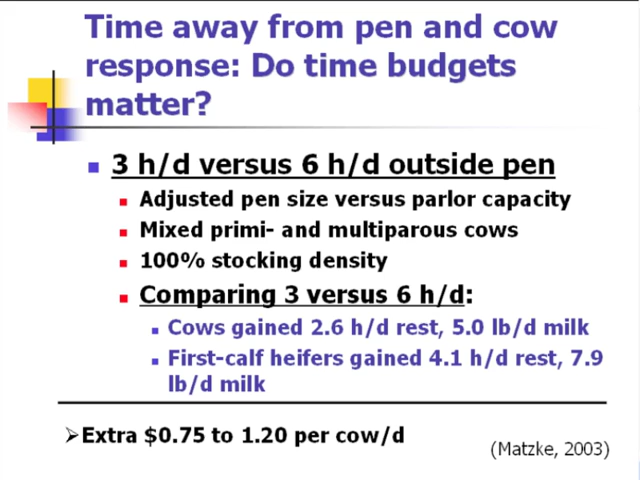 Time away from pen and cow
response: Do time budgets
matter?
3 h/d versus 6 h/d outside pen
Adjusted pen size versus parlor capacity
Mixed primi- and multiparous cows
100% stocking density
Comparing 3 versus 6 h/d:
Cows gained 2.6 h/d rest, 5.0 lb/d milk
First-calf heifers gained 4.1 h/d rest, 7.9
lb/d milk
Extra $0.75 to 1.20 per cow/d
(Matzke, 2003)